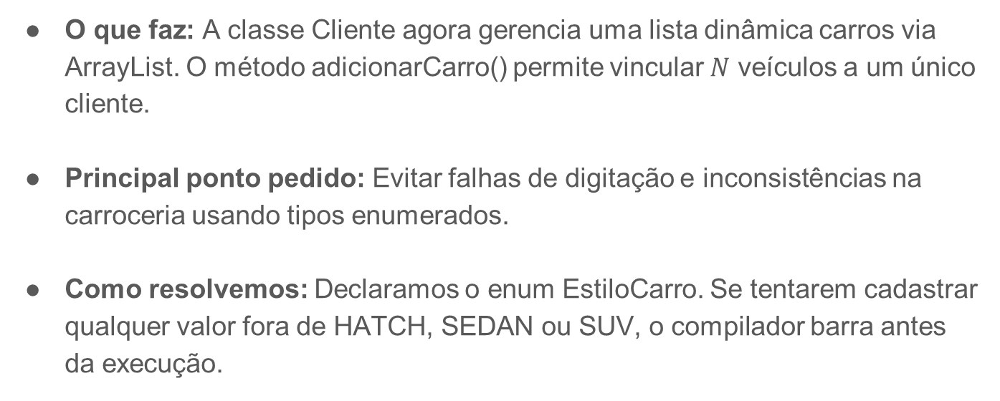 ● O que faz: A classe Cliente agora gerencia uma lista dinâmica carros via
ArrayList. O método adicionarCarro() permite vincular N veículos a um único
cliente.
● Principal ponto pedido: Evitar falhas de digitação e inconsistências na
carroceria usando tipos enumerados.
● Como resolvemos: Declaramos o enum EstiloCarro. Se tentarem cadastrar
qualquer valor fora de HATCH, SEDAN ou SUV, o compilador barra antes
da execução.